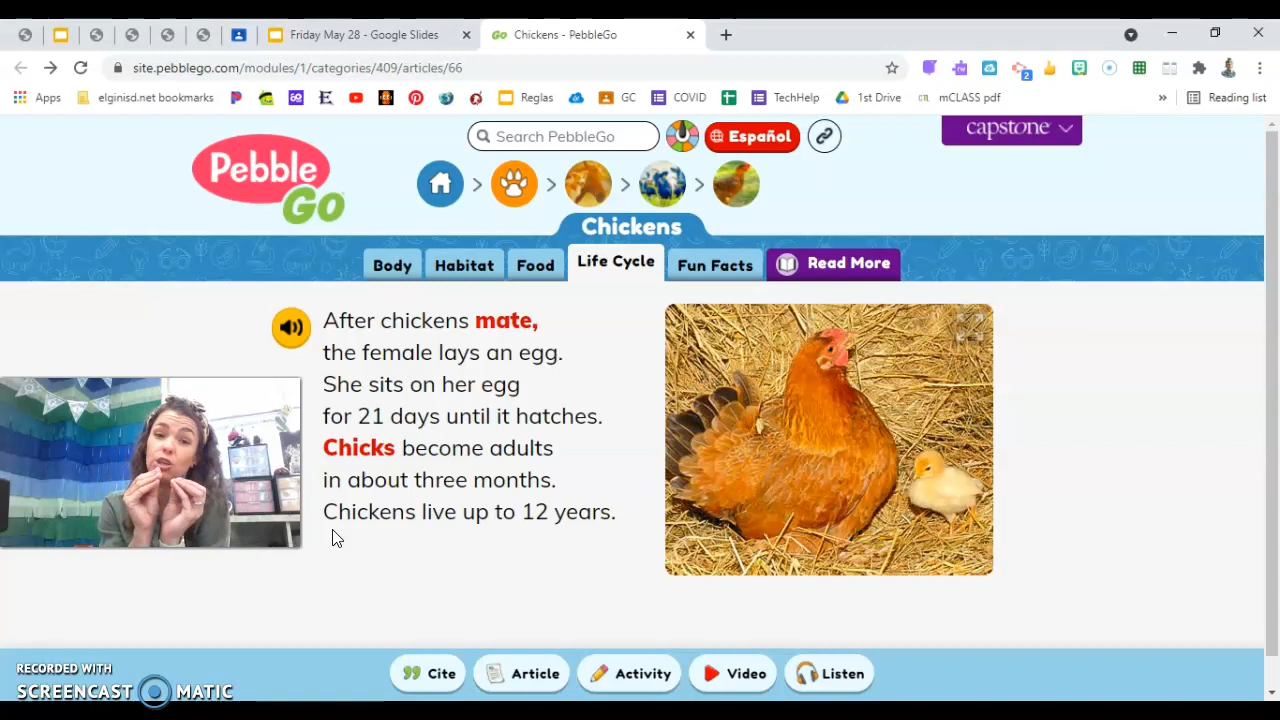 Friday May 28 - Google Slides
Chickens - PebbleGo
site.pebblego.com/modules/1/categories/409/articles/66
Apps
elginisd.net bookmarks
Reglas
GC
COVID
TechHelp
1st Drive
mCLASS pdf
»
Reading list
Pebble
Go
Search PebbleGo
Español
capstone
Chickens
Body
Habitat
Food
Life Cycle
Fun Facts
Read More
After chickens mate,
the female lays an egg.
She sits on her egg
for 21 days until it hatches.
Chicks become adults
in about three months.
Chickens live up to 12 years.
Cite
Article
Activity
Video
Listen
RECORDED WITH
SCREENCAST MATIC